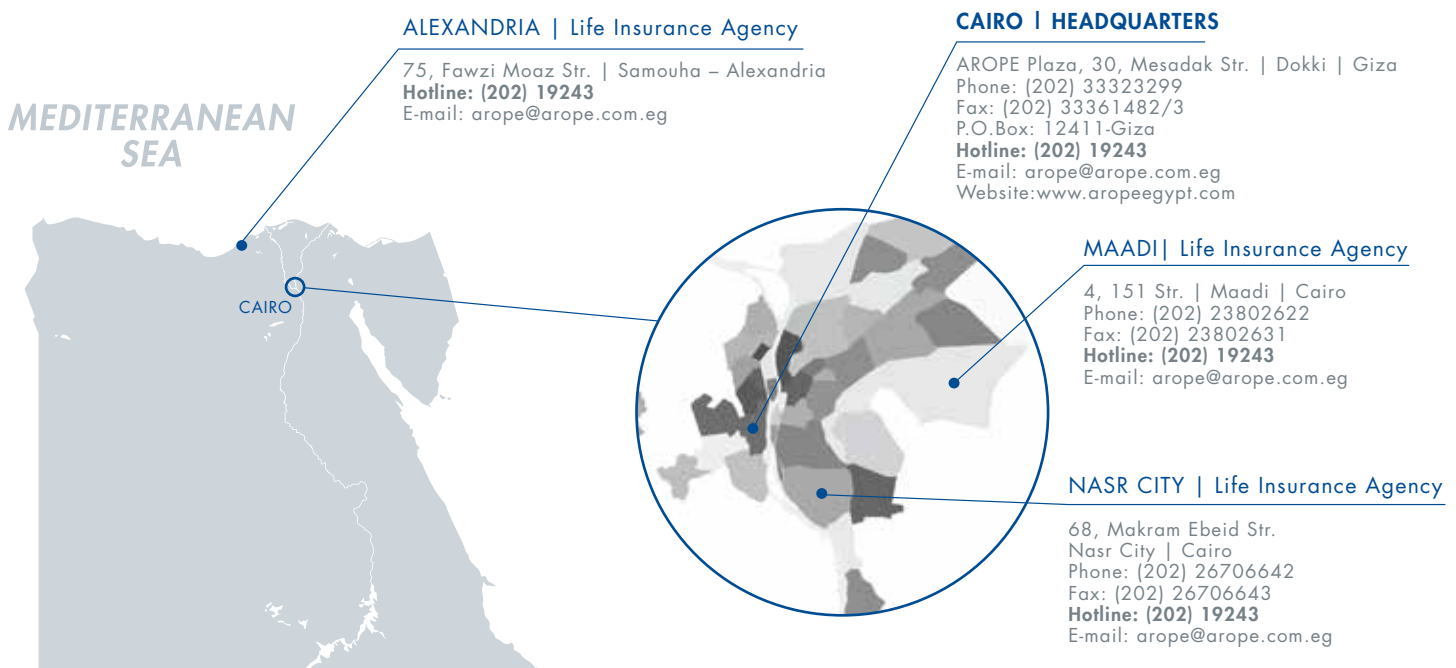 ALEXANDRIA | Life Insurance Agency
75, Fawzi Moaz Str. | Samouha – Alexandria
Hotline: (202) 19243
E-mail: arope@arope.com.eg
CAIRO | HEADQUARTERS
AROPE Plaza, 30, Mesadak Str. | Dokki | Giza
Phone: (202) 33323299
Fax: (202) 33361482/3
P.O.Box: 12411-Giza
Hotline: (202) 19243
E-mail: arope@arope.com.eg
Website:www.aropeegypt.com
MEDITERRANEAN
SEA
CAIRO
MAADI| Life Insurance Agency
4, 151 Str. | Maadi | Cairo
Phone: (202) 23802622
Fax: (202) 23802631
Hotline: (202) 19243
E-mail: arope@arope.com.eg
NASR CITY | Life Insurance Agency
68, Makram Ebeid Str.
Nasr City | Cairo
Phone: (202) 26706642
Fax: (202) 26706643
Hotline: (202) 19243
E-mail: arope@arope.com.eg